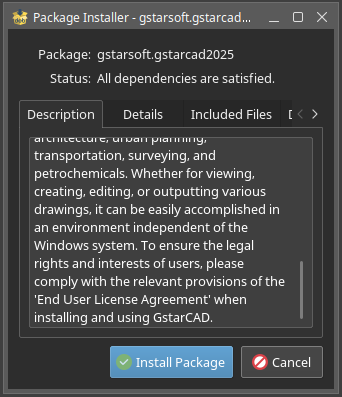 Package Installer - gstarsoft.gstarcad...
Package: gstarsoft.gstarcad2025
Status: All dependencies are satisfied.
Description Details Included Files
architecture, urban planning,
transportation, surveying, and
petrochemicals. Whether for viewing,
creating, editing, or outputting various
drawings, it can be easily accomplished in
an environment independent of the
Windows system. To ensure the legal
rights and interests of users, please
comply with the relevant provisions of the
'End User License Agreement' when
installing and using GstarCAD.
Install Package Cancel